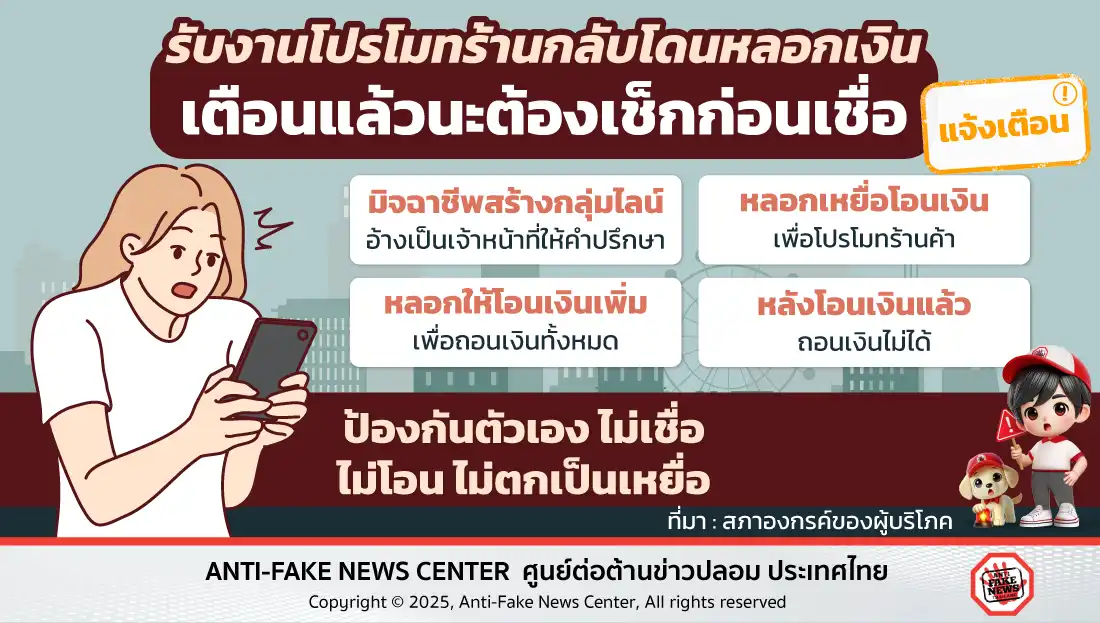 รับงานโปรโมทร้านกลับโดนหลอกเงิน
เตือนแล้วนะต้องเช็กก่อนเชื่อ
แจ้งเตือน
มิจฉาชีพสร้างกลุ่มไลน์
อ้างเป็นเจ้าหน้าที่ให้คำปรึกษา
หลอกเหยื่อโอนเงิน
เพื่อโปรโมทร้านค้า
หลอกให้โอนเงินเพิ่ม
เพื่อถอนเงินทั้งหมด
หลังโอนเงินแล้ว
ถอนเงินไม่ได้
ป้องกันตัวเอง ไม่เชื่อ
ไม่โอน ไม่ตกเป็นเหยื่อ
ที่มา : สภาองกรค์ของผู้บริโภค
ANTI-FAKE NEWS CENTER ศูนย์ต่อต้านข่าวปลอม ประเทศไทย
Copyright © 2025, Anti-Fake News Center, All rights reserved
ANTI
FAKE
NEWS